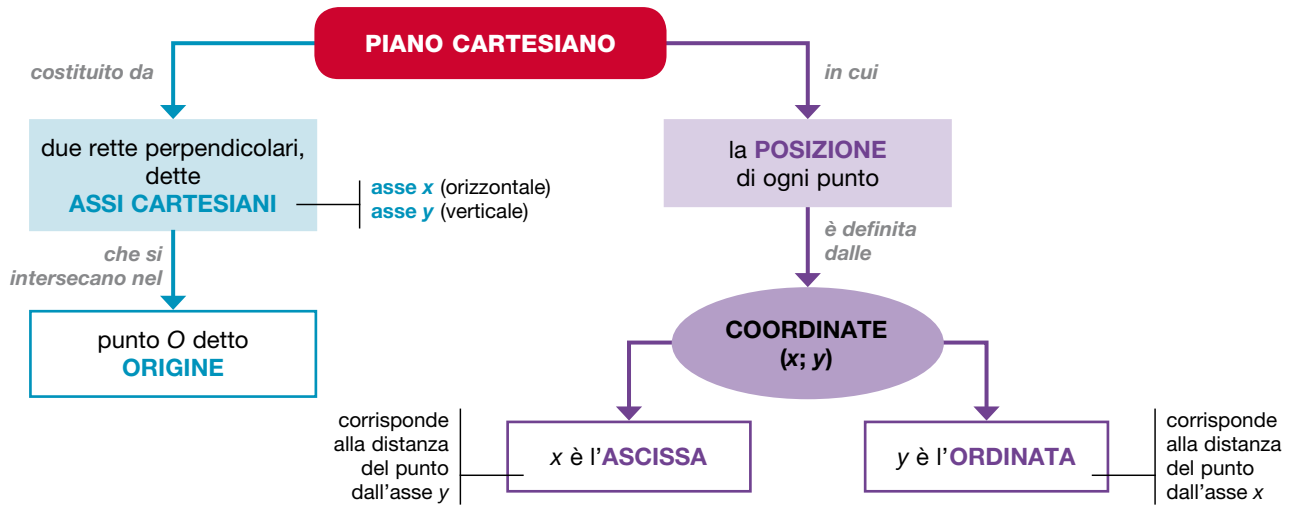 PIANO CARTESIANO
costituito da
due rette perpendicolari,
dette
ASSI CARTESIANI
asse x (orizzontale)
asse y (verticale)
che si
intersecano nel
punto O detto
ORIGINE
in cui
la POSIZIONE
di ogni punto
è definita
dalle
COORDINATE
(x; y)
corrisponde
alla distanza
del punto
dall'asse y
x è l'ASCISSA
y è l'ORDINATA
corrisponde
alla distanza
del punto
dall'asse x